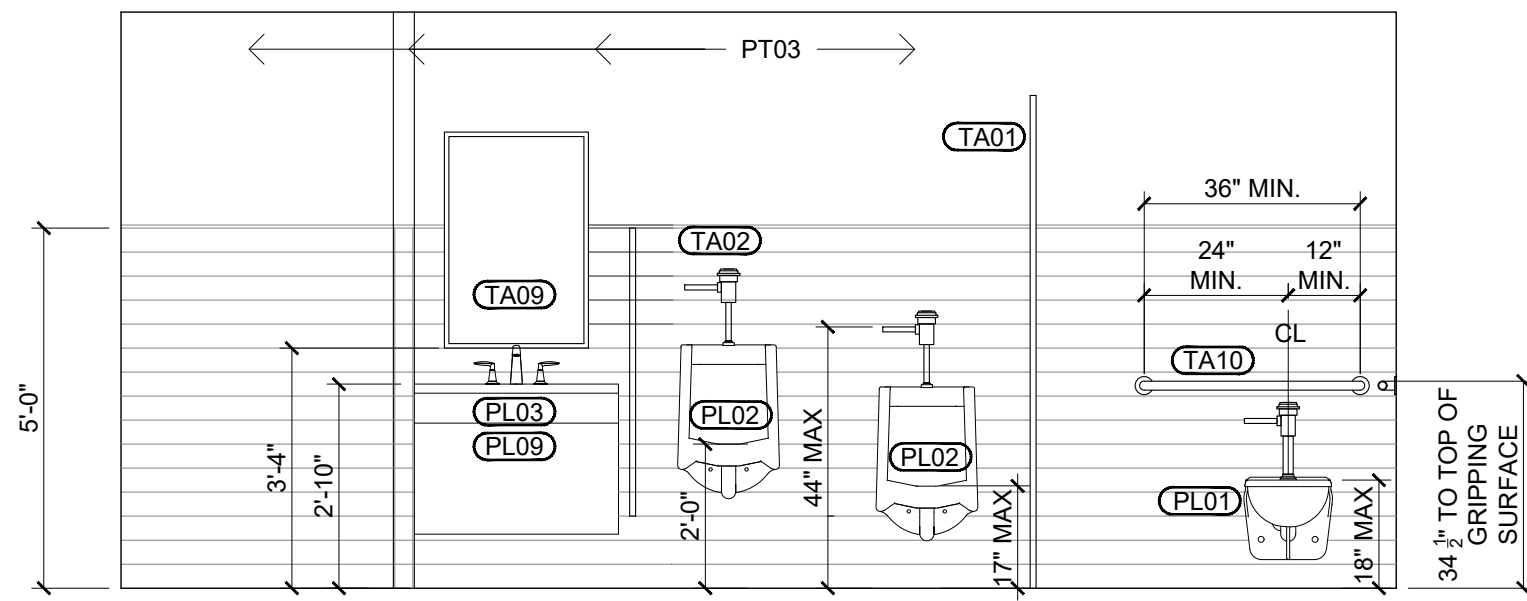 PT03
TA01
36" MIN.
24" MIN.
12" MIN.
TA02
TA09
CL
TA10
PL03
PL02
PL09
PL02
PL01
5'-0"
3'-4"
2'-10"
2'-0"
44" MAX
17" MAX
18" MAX
34 1/2" TO TOP OF
GRIPPING
SURFACE